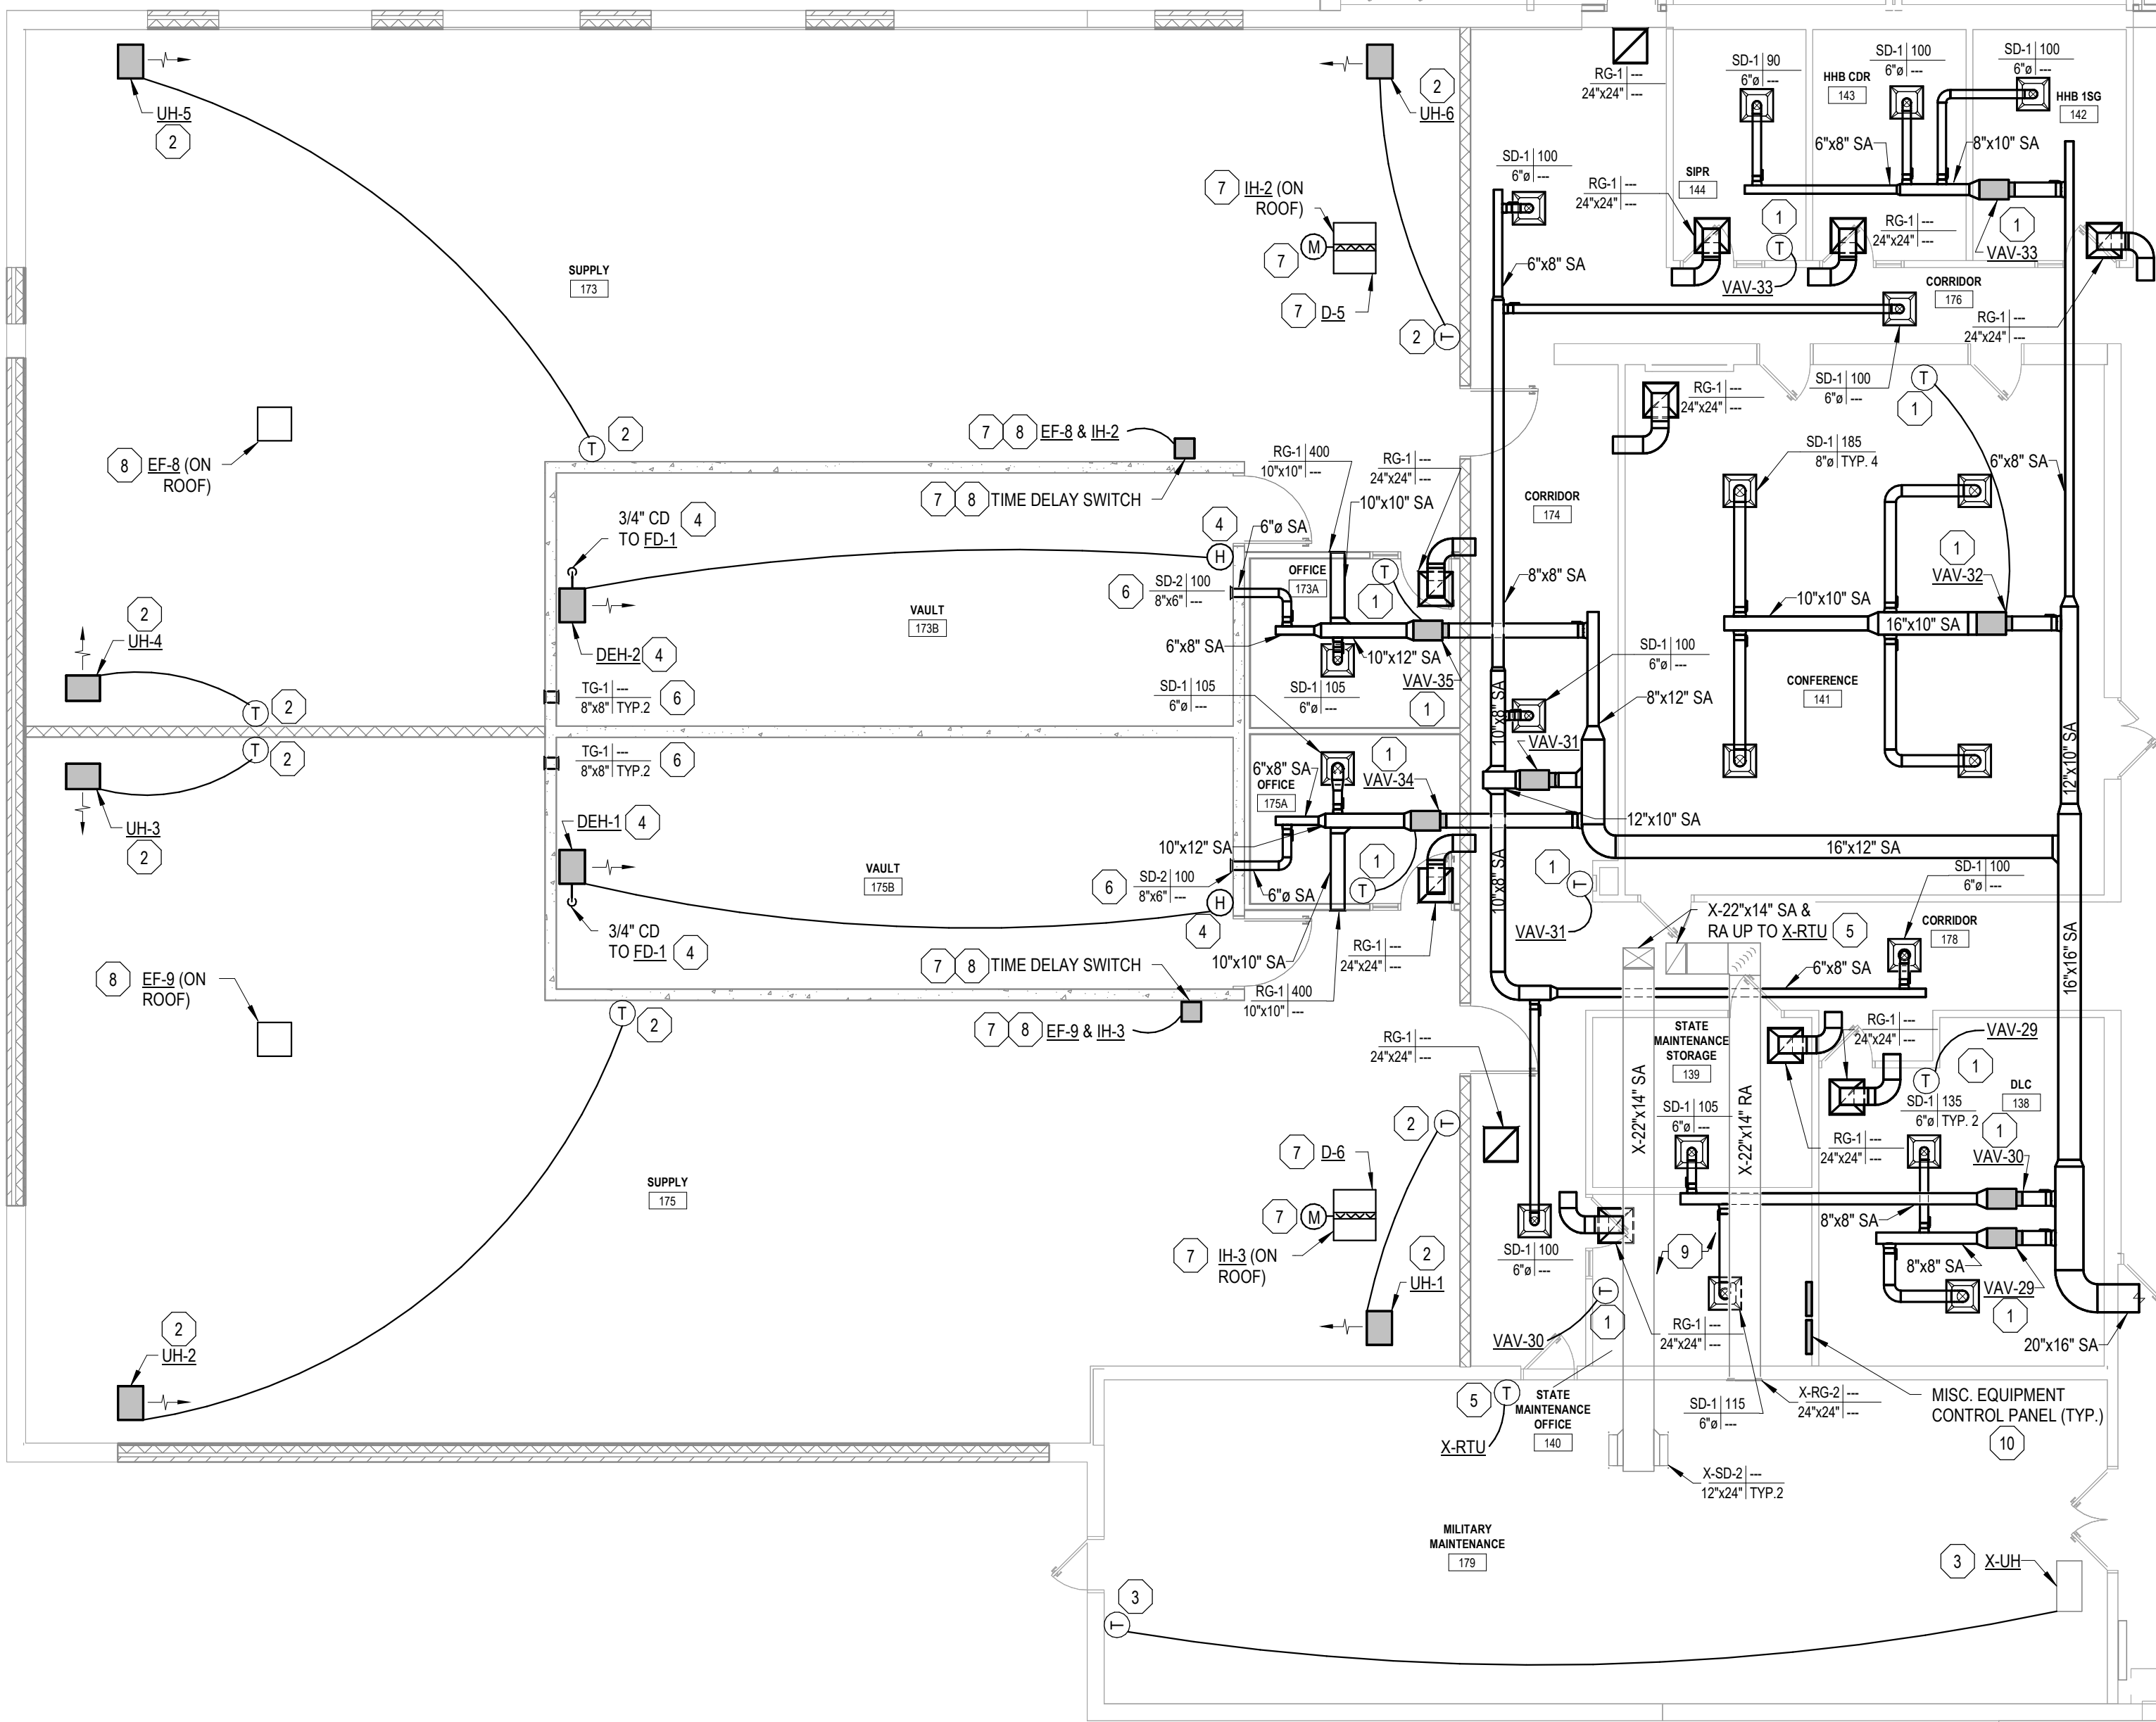 UH-5
2
UH-6
2
RG-1 ---
24"x24" ---
SD-1 90
6"ø ---
HHB CDR
143
SD-1 100
6"ø ---
SD-1 100
6"ø ---
HHB 1SG
142
6"x8" SA
8"x10" SA
7
IH-2 (ON
ROOF)
M
7
7
D-5
SD-1 100
6"ø ---
RG-1 ---
24"x24" ---
SIPR
144
1
T
VAV-33
RG-1 ---
24"x24" ---
1
VAV-33
6"x8" SA
CORRIDOR
176
RG-1 ---
24"x24" ---
SUPPLY
173
2
T
T
2
SD-1 100
6"ø ---
T
1
RG-1 ---
24"x24" ---
8
EF-8 (ON
ROOF)
7
8
EF-8 & IH-2
7
8
TIME DELAY SWITCH
RG-1 400
10"x10" ---
RG-1 ---
24"x24" ---
10"x10" SA
CORRIDOR
174
SD-1 185
8"ø TYP. 4
6"x8" SA
3/4" CD
TO FD-1
4
4
H
6"ø SA
6
SD-2 100
8"x6" ---
OFFICE
173A
T
1
8"x8" SA
1
VAV-32
10"x10" SA
16"x10" SA
VAULT
173B
DEH-2
4
6"x8" SA
10"x12" SA
VAV-35
1
SD-1 100
6"ø ---
2
UH-4
T
2
TG-1 ---
8"x8" TYP.2
6
SD-1 105
6"ø ---
SD-1 105
6"ø ---
8"x12" SA
CONFERENCE
141
10"x8" SA
12"x10" SA
T
2
TG-1 ---
8"x8" TYP.2
6
6"x8" SA
OFFICE
175A
1
VAV-34
VAV-31
UH-3
2
DEH-1
4
10"x12" SA
12"x10" SA
16"x12" SA
VAULT
175B
6
SD-2 100
8"x6" ---
6"ø SA
T
1
10"x8" SA
1
T
VAV-31
SD-1 100
6"ø ---
H
4
3/4" CD
TO FD-1
4
X-22"x14" SA &
RA UP TO X-RTU
5
CORRIDOR
178
16"x16" SA
8
EF-9 (ON
ROOF)
7
8
TIME DELAY SWITCH
10"x10" SA
RG-1 ---
24"x24" ---
6"x8" SA
RG-1 400
10"x10" ---
T
2
7
8
EF-9 & IH-3
RG-1 ---
24"x24" ---
STATE
MAINTENANCE
STORAGE
139
RG-1 ---
24"x24" ---
VAV-29
1
T
DLC
138
X-22"x14" SA
X-22"x14" RA
SD-1 105
6"ø ---
SD-1 135
6"ø TYP. 2
1
VAV-30
RG-1 ---
24"x24" ---
2
T
7
D-6
7
M
7
IH-3 (ON
ROOF)
SUPPLY
175
8"x8" SA
9
8"x8" SA
VAV-29
1
SD-1 100
6"ø ---
2
UH-1
T
1
VAV-30
RG-1 ---
24"x24" ---
20"x16" SA
2
UH-2
5
T
X-RTU
STATE
MAINTENANCE
OFFICE
140
SD-1 115
6"ø ---
X-RG-2 ---
24"x24" ---
MISC. EQUIPMENT
CONTROL PANEL (TYP.)
10
X-SD-2 ---
12"x24" TYP.2
MILITARY
MAINTENANCE
179
3
X-UH
3
T